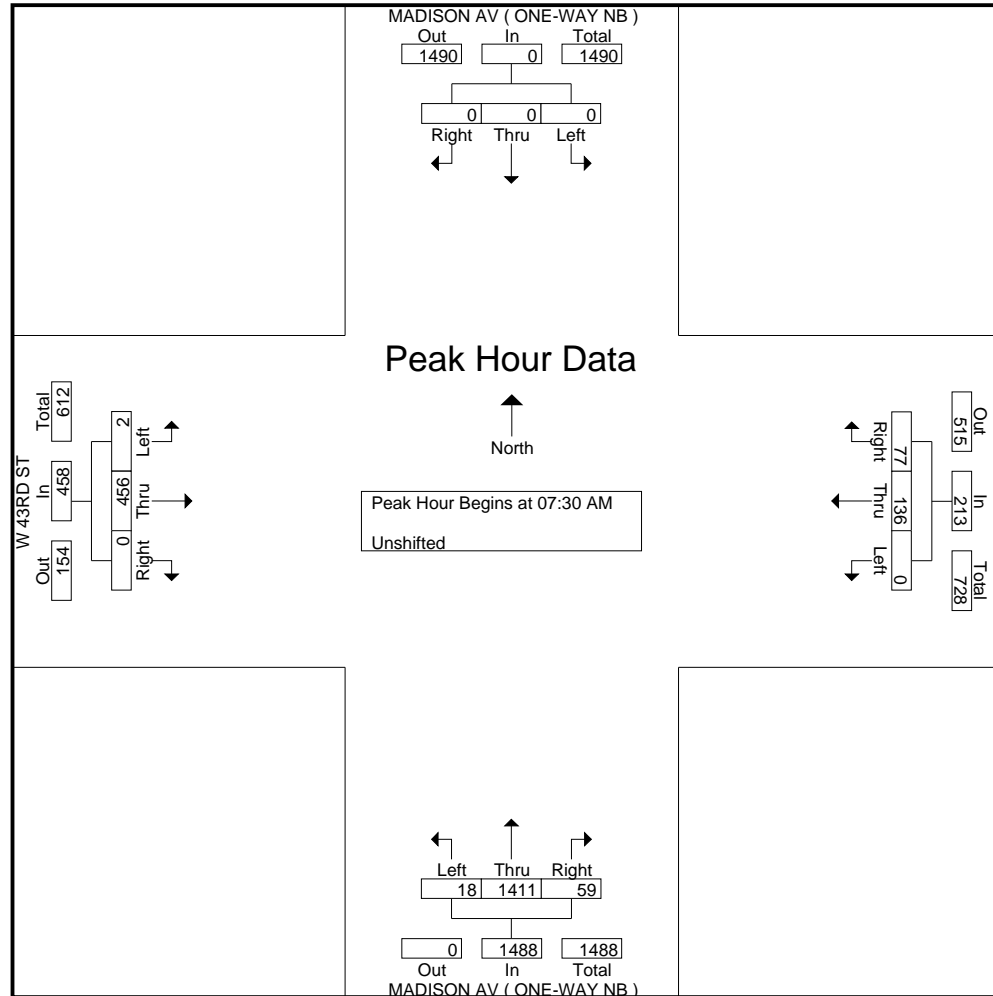 MADISON AV ( ONE-WAY NB )
Out In Total
1490 0 1490
0 0 0
Right Thru Left
Peak Hour Data
North
Peak Hour Begins at 07:30 AM
Unshifted
W 43RD ST
Out In Total
154 458 612
Right Thru Left
0 456 2
Out In Total
515 213 728
Right Thru Left
77 136 0
Left Thru Right
18 1411 59
0 1488 1488
Out In Total
MADISON AV ( ONE-WAY NB )